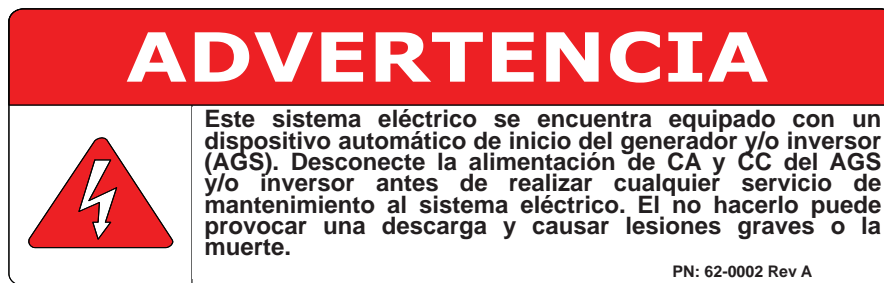 ADVERTENCIA
Este sistema eléctrico se encuentra equipado con un
dispositivo automático de inicio del generador y/o inversor
(AGS). Desconecte la alimentación de CA y CC del AGS
y/o inversor antes de realizar cualquier servicio de
mantenimiento al sistema eléctrico. El no hacerlo puede
provocar una descarga y causar lesiones graves o la
muerte.
PN: 62-0002 Rev A